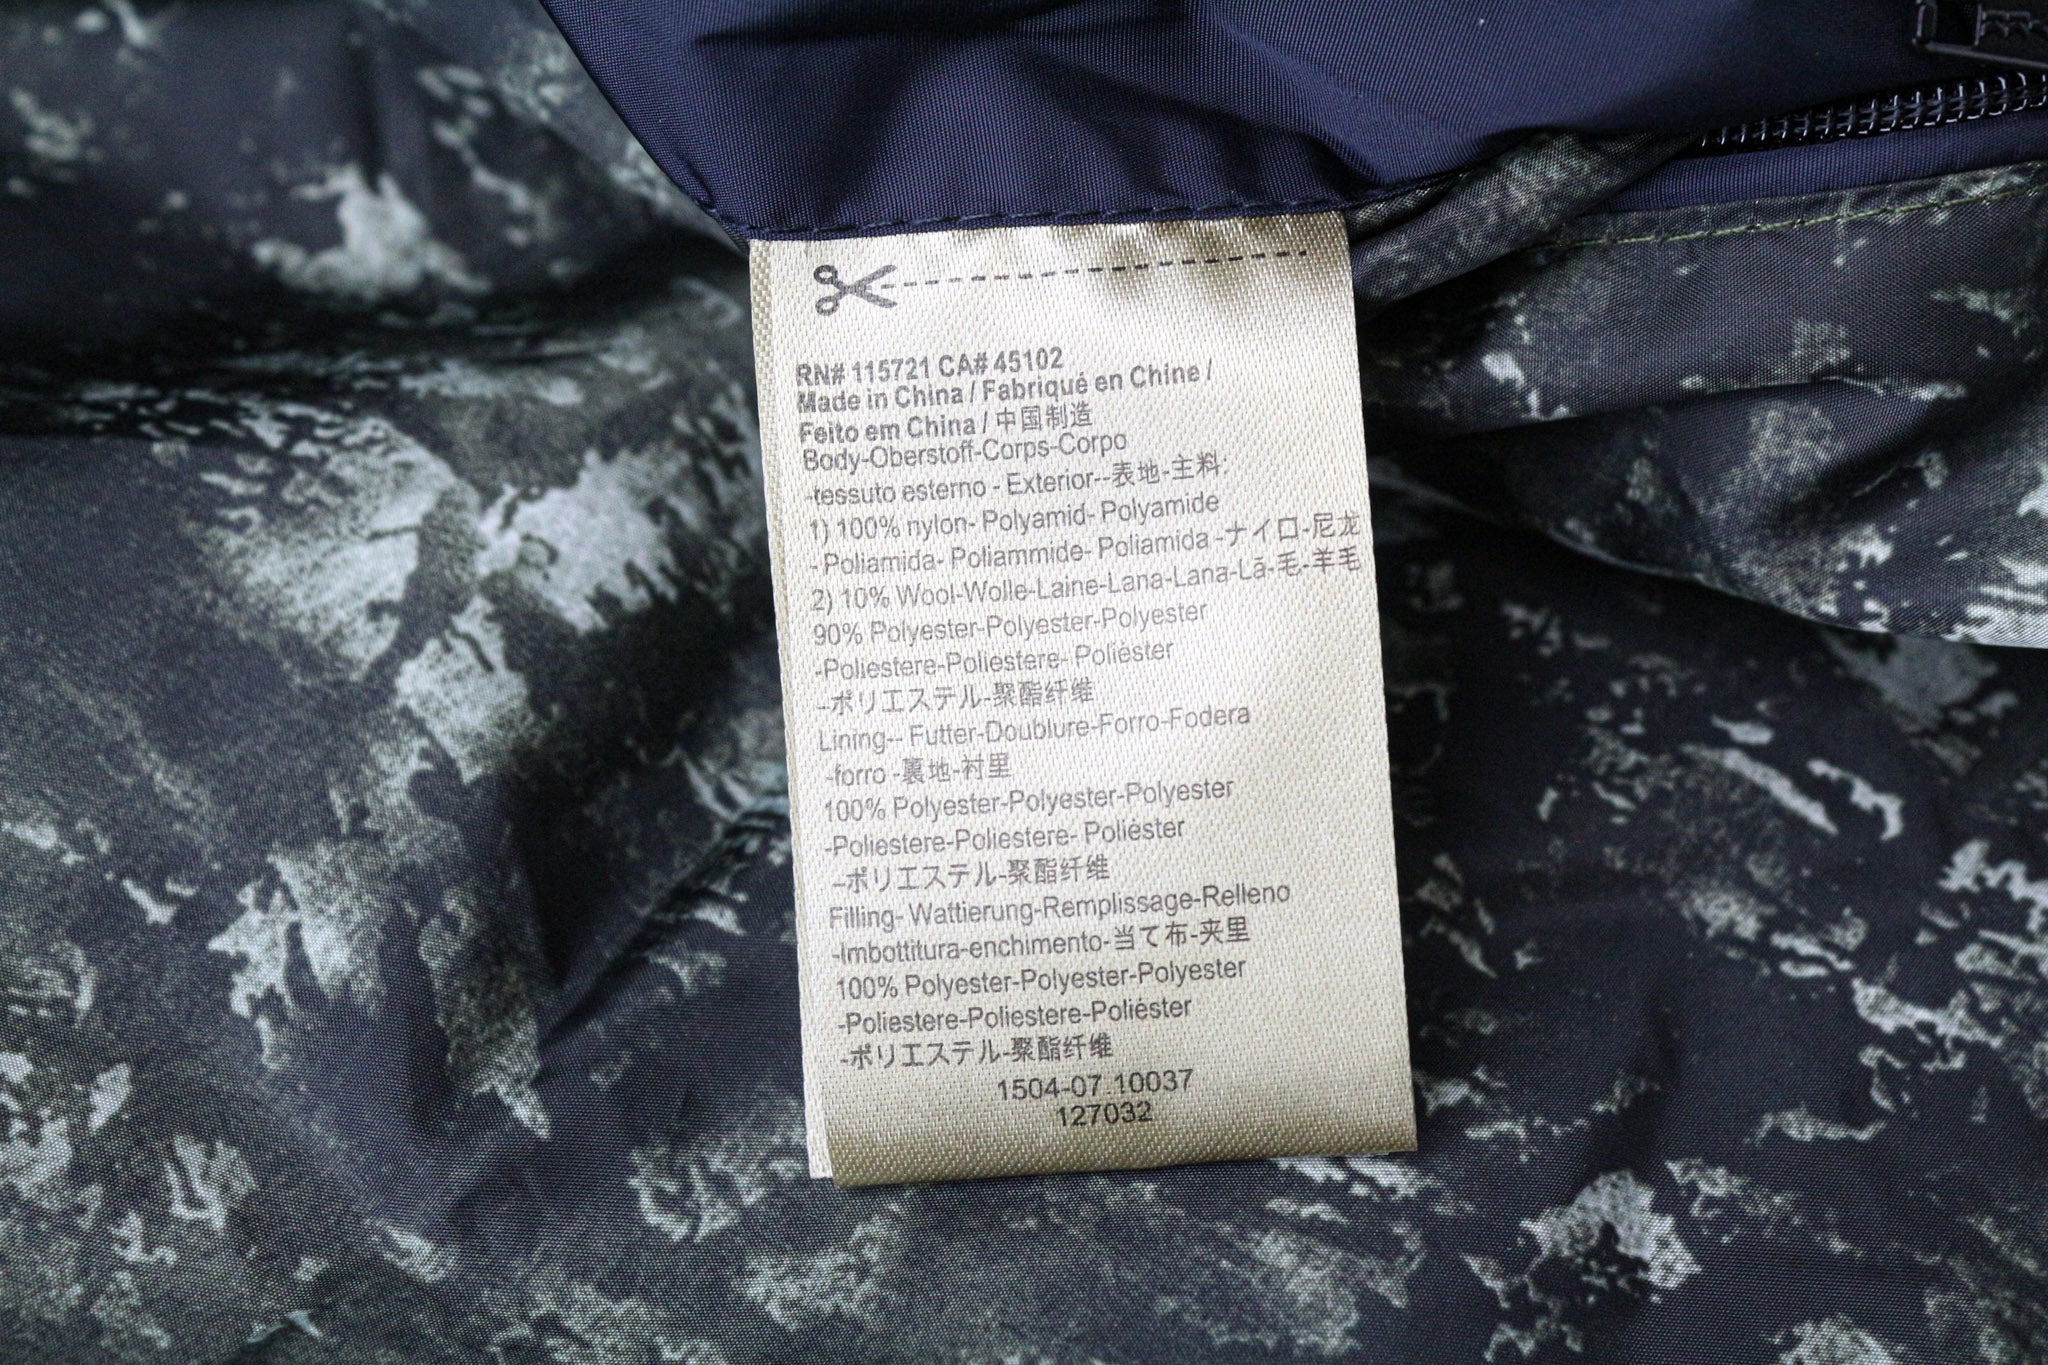 RN# 115721 CA# 45102
Made in China / Fabriqué en Chine /
Feito em China / 中国制造
Body-Oberstoff-Corps-Corpo
-tessuto esterno - Exterior--表地-主料:
1) 100% nylon- Polyamid- Polyamide
- Poliamida- Poliammide- Poliamida -ナイロ-尼龙
2) 10% Wool-Wolle-Laine-Lana-Lana-Lã-毛-羊毛
90% Polyester-Polyester-Polyester
-Poliestere-Poliestere- Poliéster
-ポリエステル-聚酯纤维
Lining-- Futter-Doublure-Forro-Fodera
-forro -裏地-衬里
100% Polyester-Polyester-Polyester
-Poliestere-Poliestere- Poliéster
-ポリエステル-聚酯纤维
Filling- Wattierung-Remplissage-Relleno
-Imbottitura-enchimento-当て布-夹里
100% Polyester-Polyester-Polyester
-Poliestere-Poliestere-Poliéster
-ポリエステル-聚酯纤维
1504-07 10037
127032